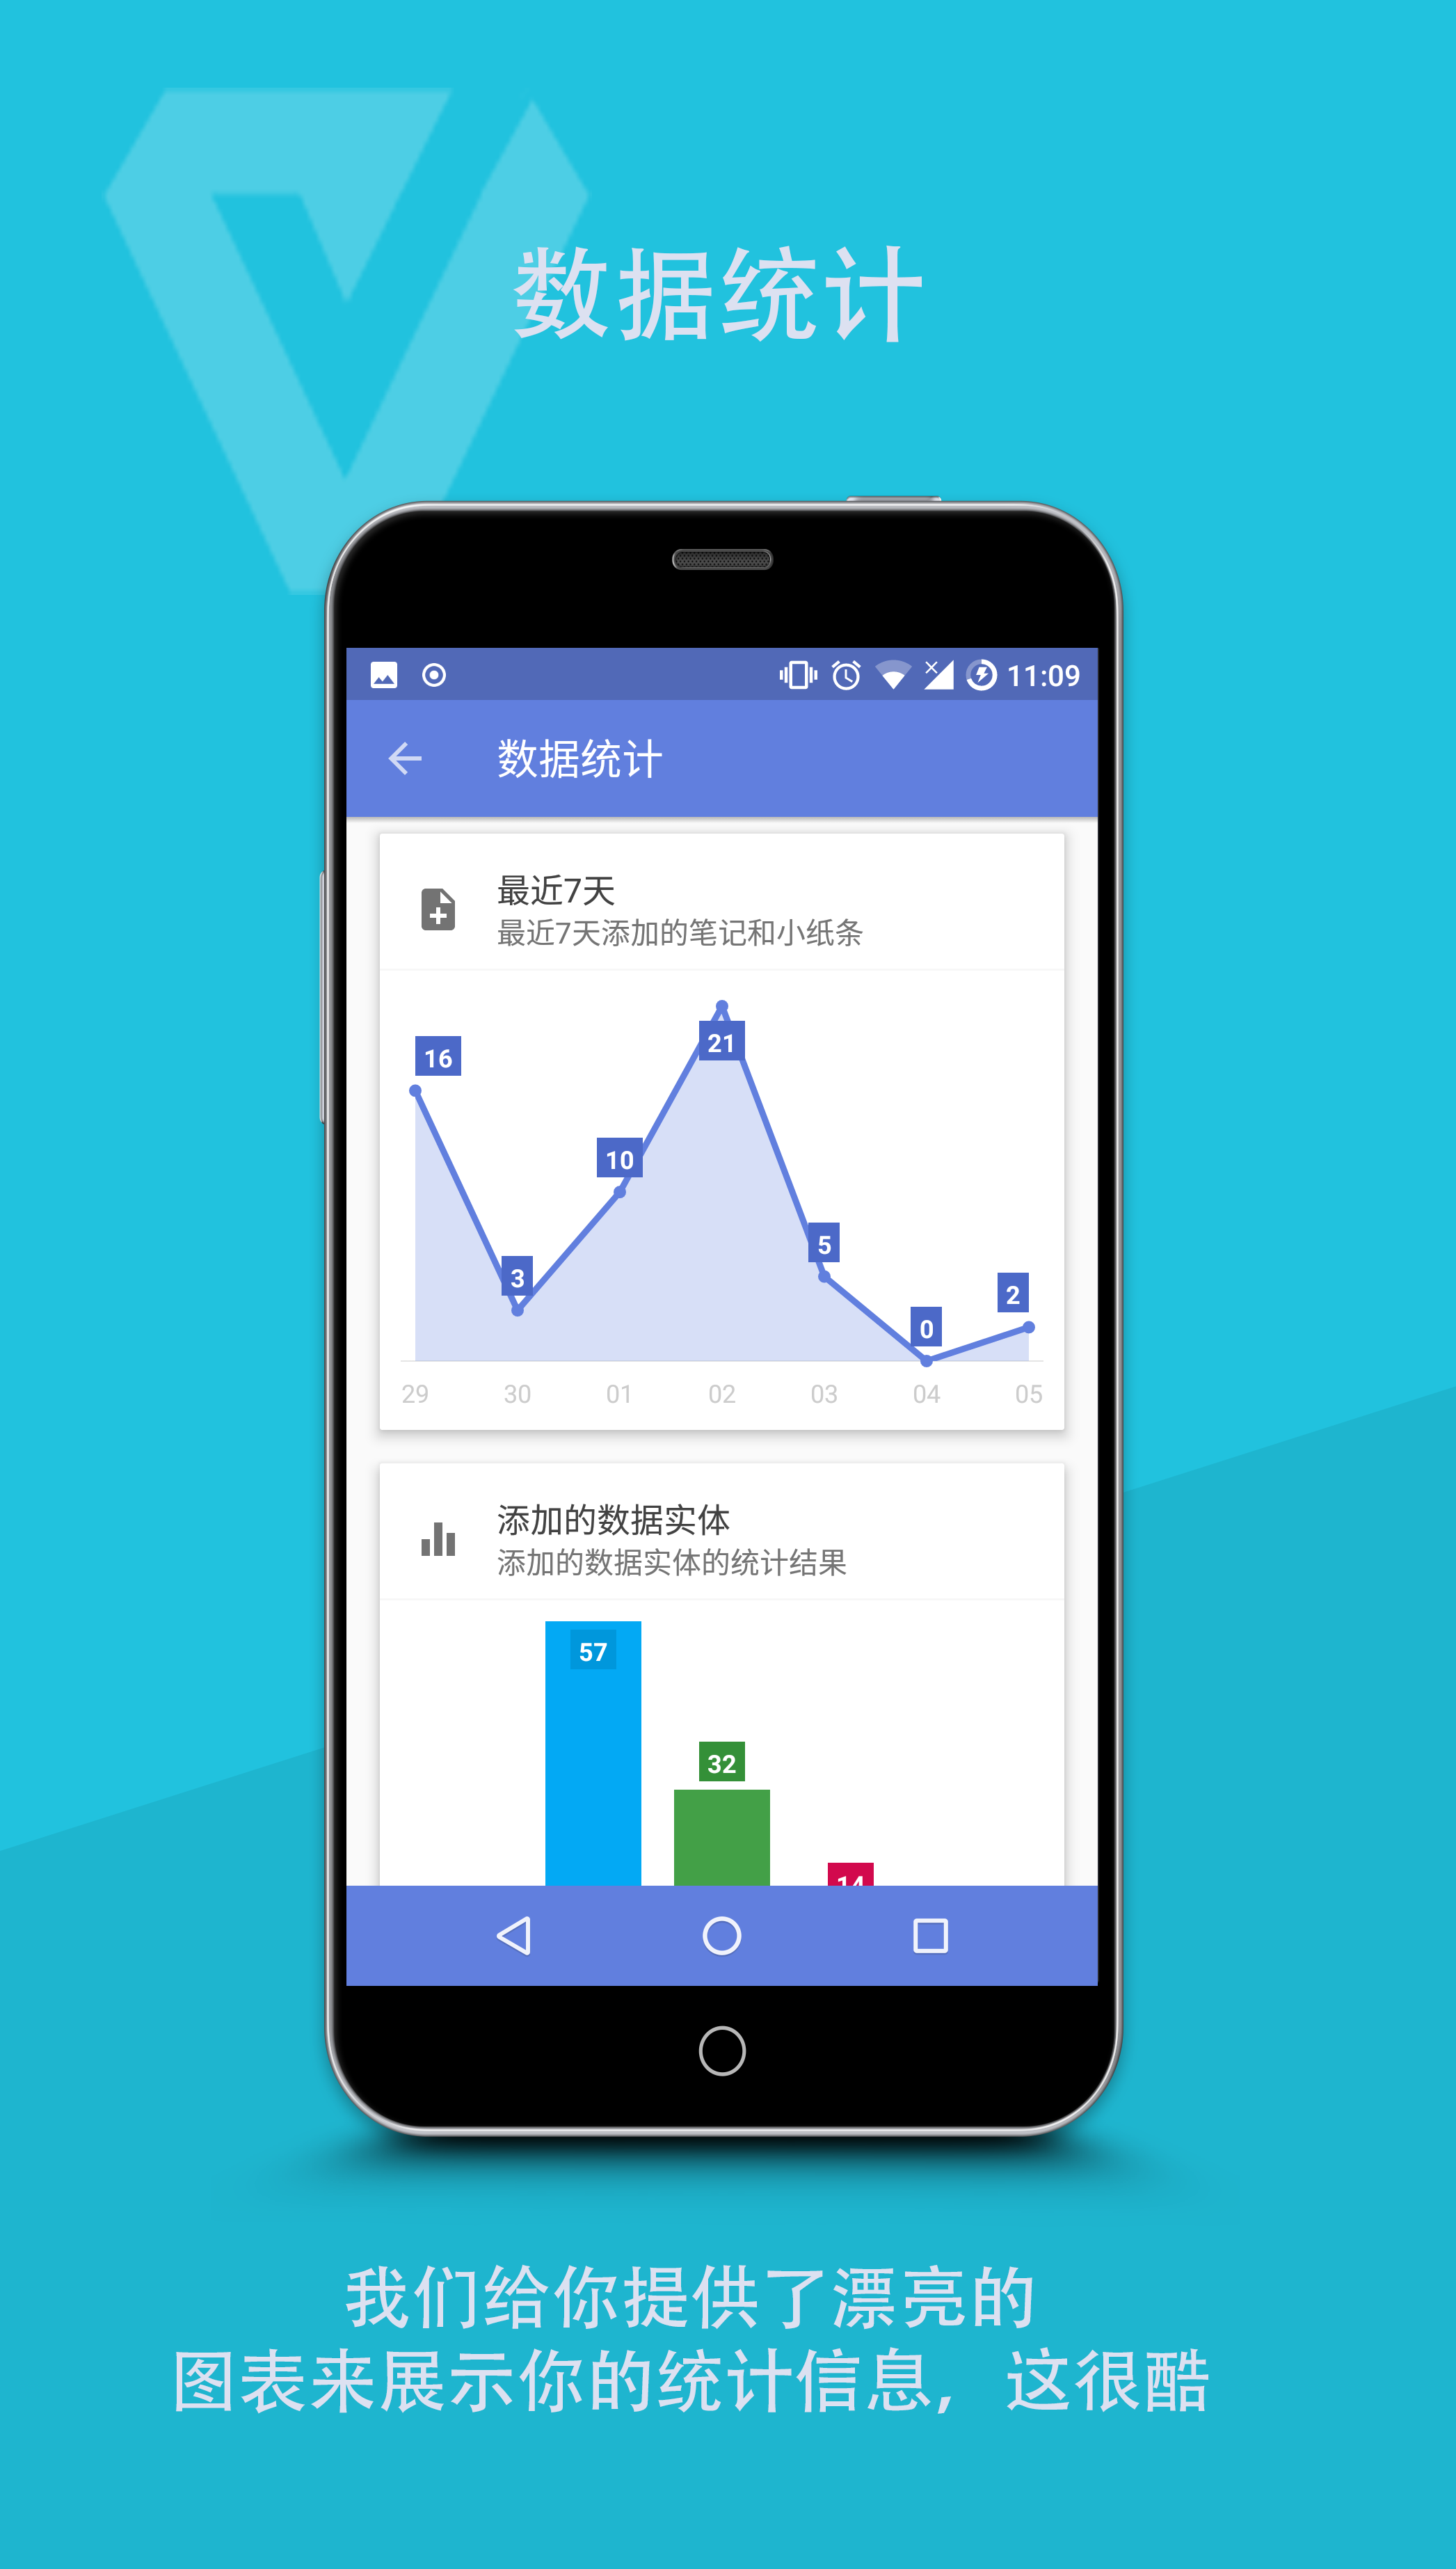 数据统计
11:09
数据统计
最近7天
最近7天添加的笔记和小纸条
16
3
10
21
5
0
2
29 30 01 02 03 04 05
添加的数据实体
添加的数据实体的统计结果
57
32
14
我们给你提供了漂亮的
图表来展示你的统计信息，这很酷